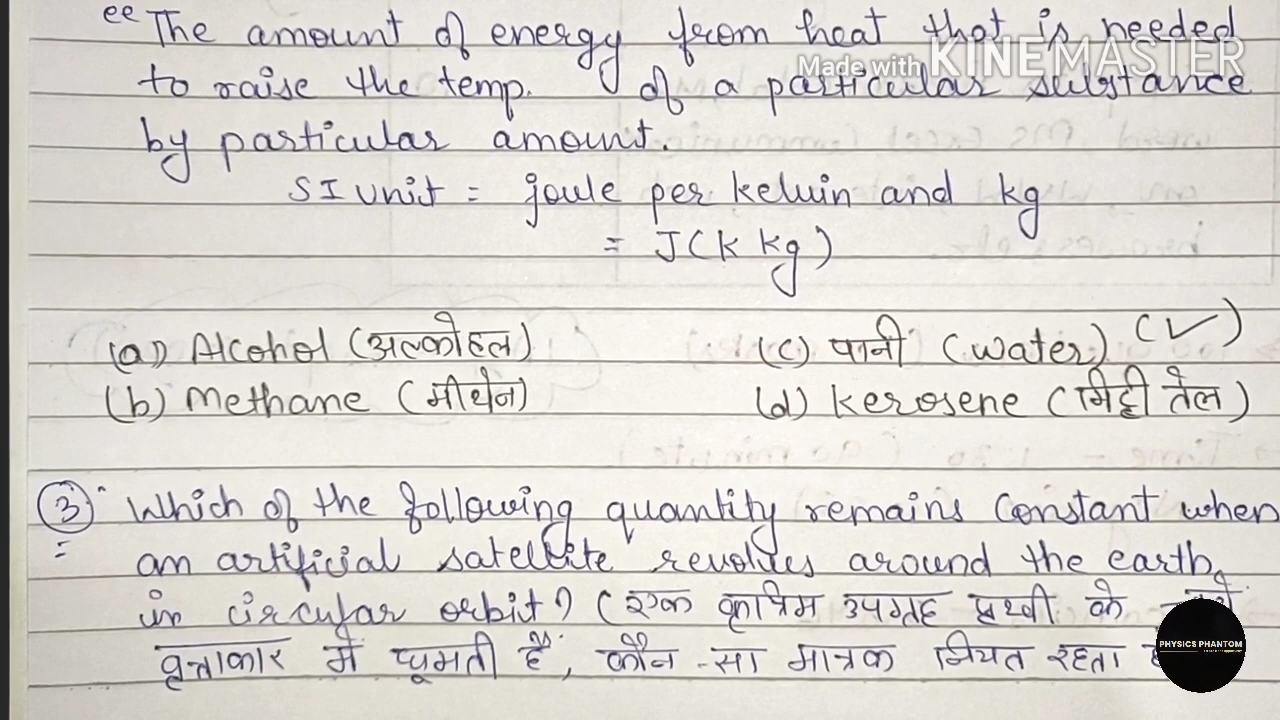 “The amount of energy from heat that is needed
Made with KINEMASTER
to raise the temp. of a particular substance
by particular amount.
SI Unit = joule per kelvin and kg
= J(K kg)
(a) Alcohol (अल्कोहल)
(c) पानी (water) (✓)
(b) Methane (मीथेन)
(d) Kerosene (मिट्टी तेल)
③ Which of the following quantity remains Constant when
an artificial satellite revolves around the earth
in circular orbit? (एक कृत्रिम उपग्रह पृथ्वी के
वृत्ताकार में घूमती है, कौन-सा मात्रक नियत रहता
PHYSICS PHANTOM